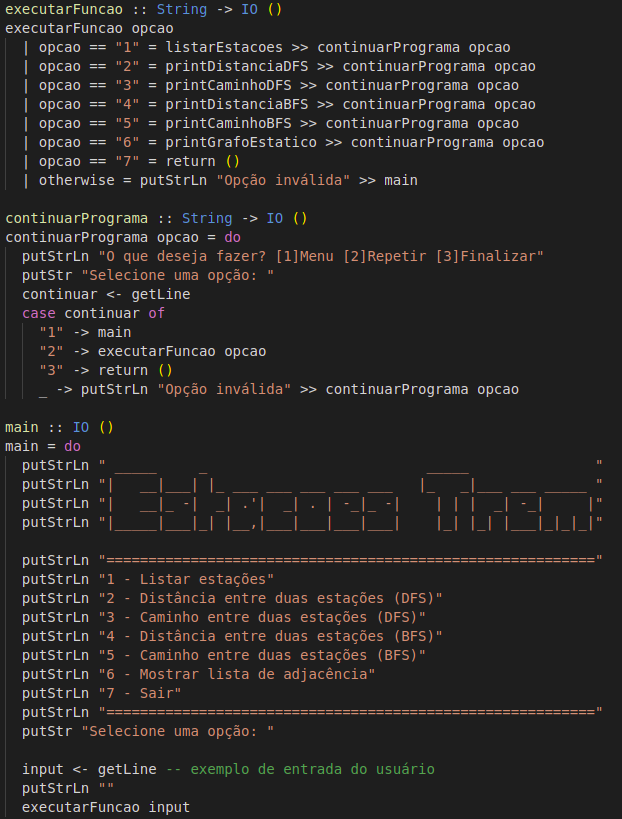 executarFuncao :: String -> IO ()
executarFuncao opcao
  | opcao == "1" = listarEstacoes >> continuarPrograma opcao
  | opcao == "2" = printDistanciaDFS >> continuarPrograma opcao
  | opcao == "3" = printCaminhoDFS >> continuarPrograma opcao
  | opcao == "4" = printDistanciaBFS >> continuarPrograma opcao
  | opcao == "5" = printCaminhoBFS >> continuarPrograma opcao
  | opcao == "6" = printGrafoEstatico >> continuarPrograma opcao
  | opcao == "7" = return ()
  | otherwise = putStrLn "Opção inválida" >> main

continuarPrograma :: String -> IO ()
continuarPrograma opcao = do
  putStrLn "O que deseja fazer? [1]Menu [2]Repetir [3]Finalizar"
  putStr "Selecione uma opção: "
  continuar <- getLine
  case continuar of
    "1" -> main
    "2" -> executarFuncao opcao
    "3" -> return ()
    _ -> putStrLn "Opção inválida" >> continuarPrograma opcao

main :: IO ()
main = do
  putStrLn " _____     _                          _____               "
  putStrLn "|   __|___| |_ ___ ___ ___ ___ ___   |_   _|___ ___ _____ "
  putStrLn "|   __|_ -|  _| .'|  _| . | -_|_ -|    | | |  _| -_|     |"
  putStrLn "|_____|___|_| |__,|___|___|___|___|    |_| |_| |___|_|_|_|"

  putStrLn "=========================================================="
  putStrLn "1 - Listar estações"
  putStrLn "2 - Distância entre duas estações (DFS)"
  putStrLn "3 - Caminho entre duas estações (DFS)"
  putStrLn "4 - Distância entre duas estações (BFS)"
  putStrLn "5 - Caminho entre duas estações (BFS)"
  putStrLn "6 - Mostrar lista de adjacência"
  putStrLn "7 - Sair"
  putStrLn "=========================================================="
  putStr "Selecione uma opção: "

  input <- getLine -- exemplo de entrada do usuário
  putStrLn ""
  executarFuncao input